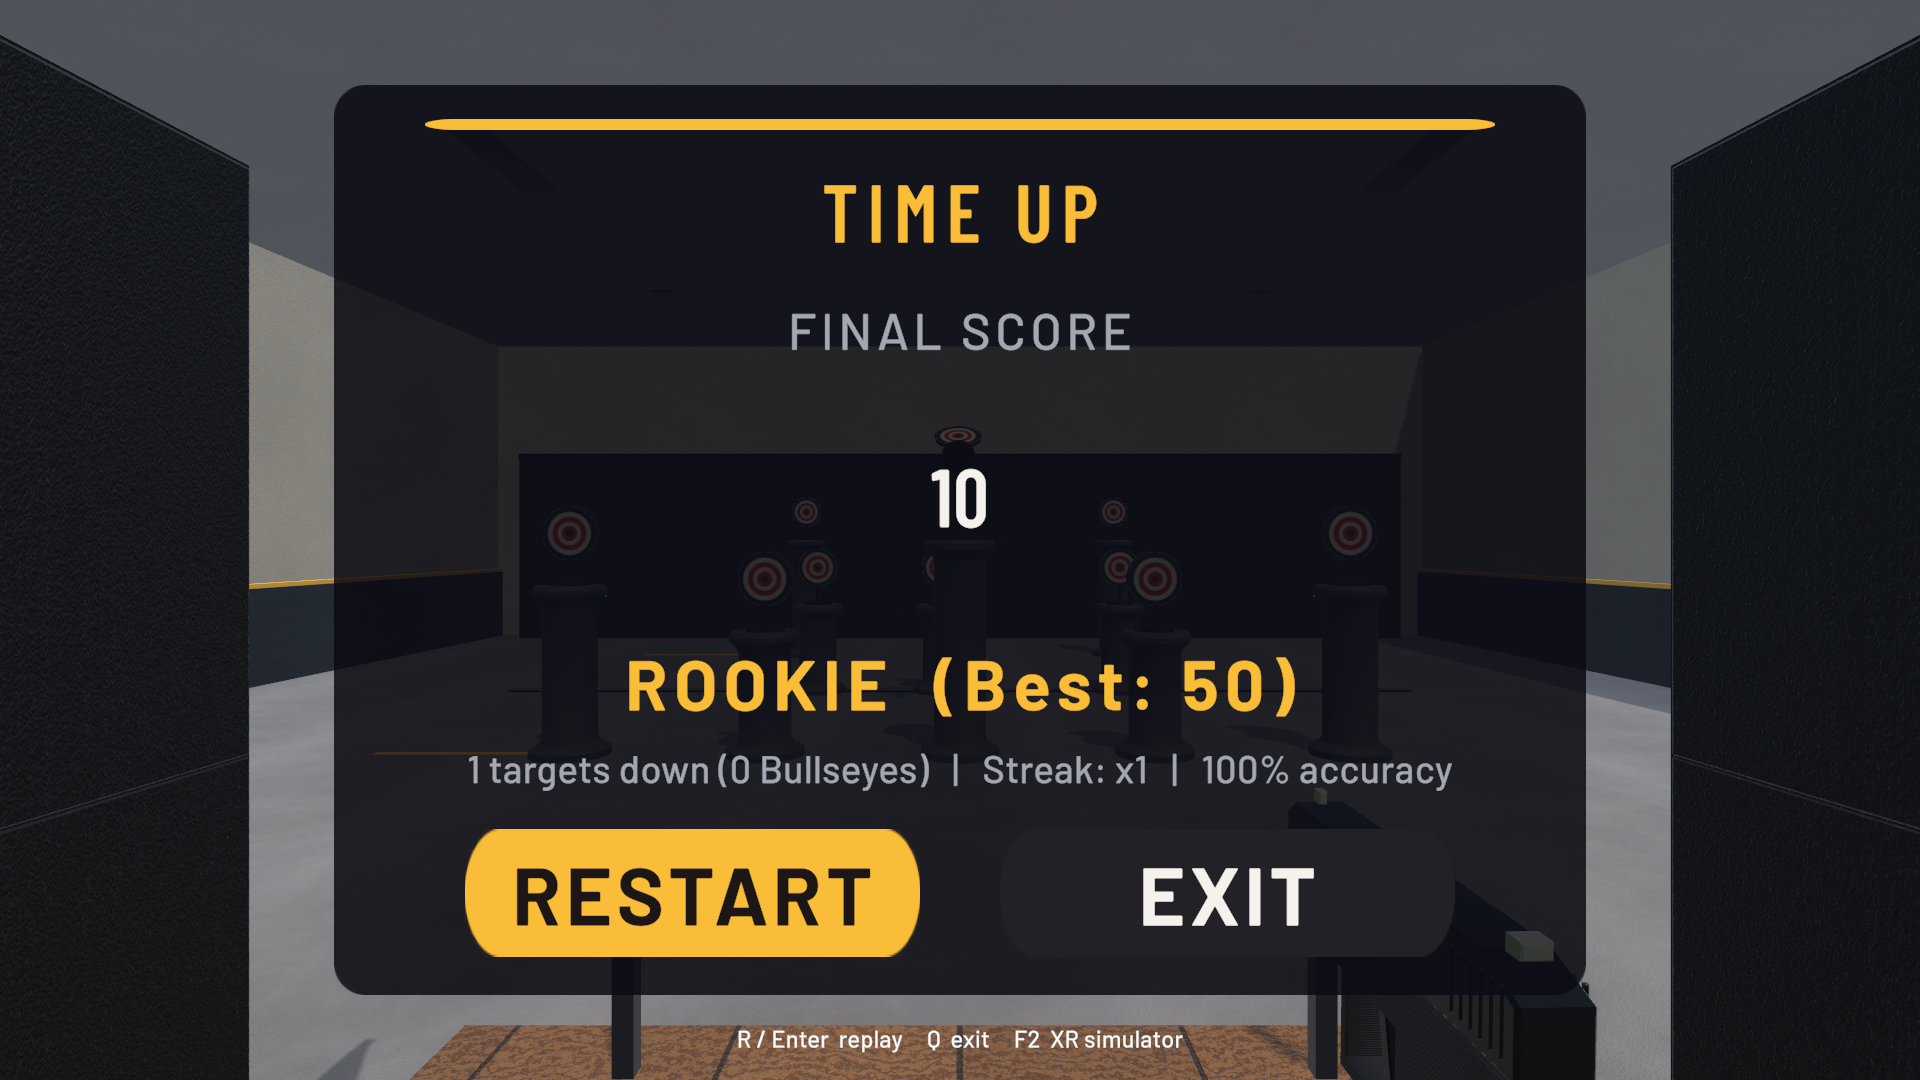 TIME UP
FINAL SCORE
10
ROOKIE (Best: 50)
1 targets down (0 Bullseyes) | Streak: x1 | 100% accuracy
RESTART EXIT
R / Enter replay Q exit F2 XR simulator